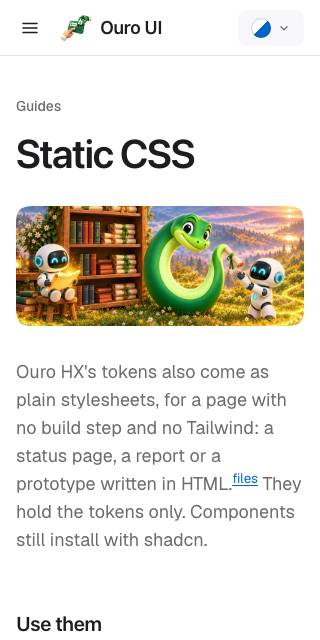 Ouro UI
Guides
Static CSS
Ouro HX's tokens also come as
plain stylesheets, for a page with
no build step and no Tailwind: a
status page, a report or a
prototype written in HTML.files They
hold the tokens only. Components
still install with shadcn.
Use them